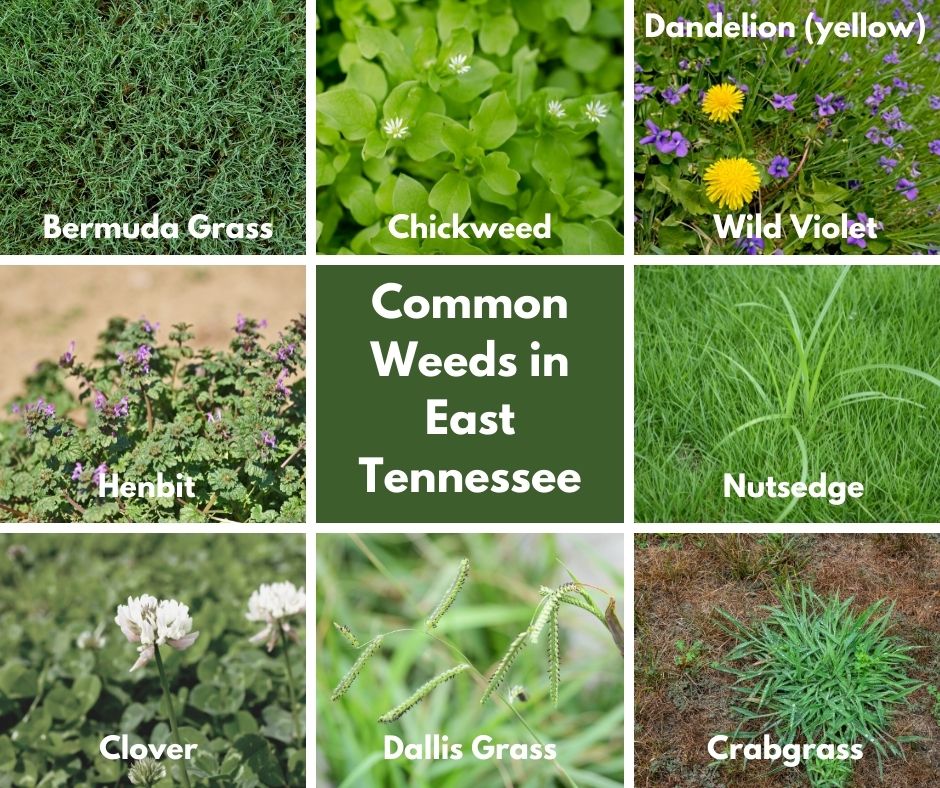 Bermuda Grass
Chickweed
Dandelion (yellow)
Wild Violet
Henbit
Common
Weeds in
East
Tennessee
Nutsedge
Clover
Dallis Grass
Crabgrass